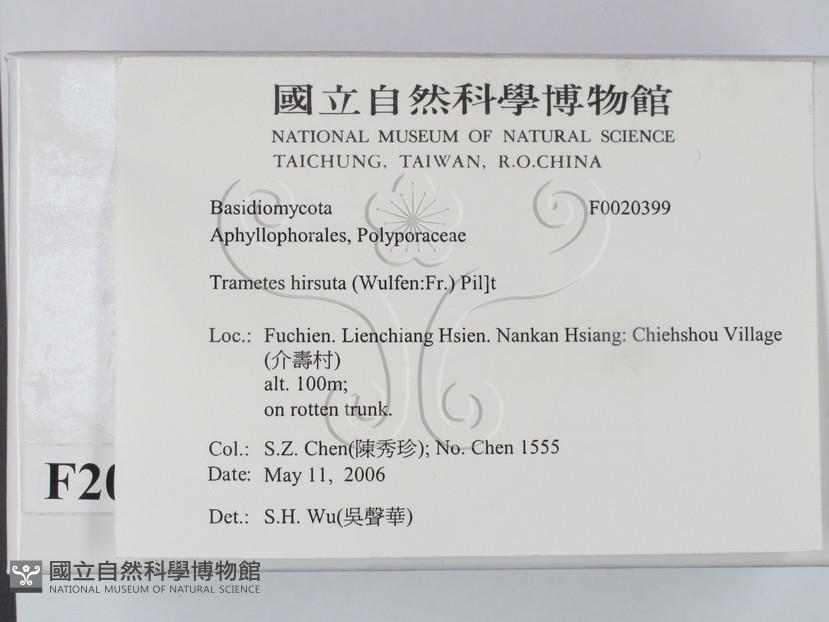 國立自然科學博物館
NATIONAL MUSEUM OF NATURAL SCIENCE
TAICHUNG, TAIWAN, R.O.CHINA
Basidiomycota F0020399
Aphyllophorales, Polyporaceae
Trametes hirsuta (Wulfen:Fr.) Pil]t
Loc.: Fuchien. Lienchiang Hsien. Nankan Hsiang: Chiehshou Village
(介壽村)
alt. 100m;
on rotten trunk.
Col.: S.Z. Chen(陳秀珍); No. Chen 1555
Date: May 11, 2006
Det.: S.H. Wu(吳聲華)
F20
國立自然科學博物館
NATIONAL MUSEUM OF NATURAL SCIENCE